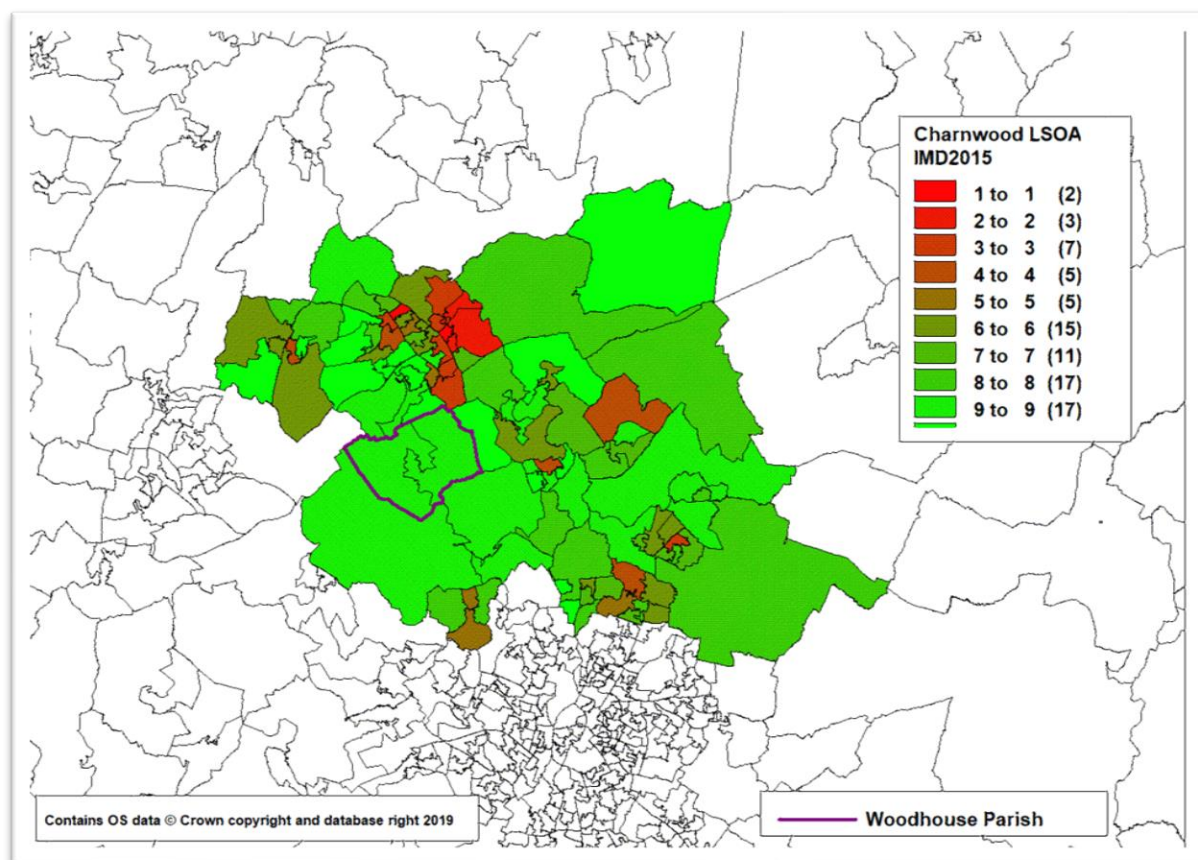 Charnwood LSOA
IMD2015
1 to 1 (2)
2 to 2 (3)
3 to 3 (7)
4 to 4 (5)
5 to 5 (5)
6 to 6 (15)
7 to 7 (11)
8 to 8 (17)
9 to 9 (17)
Contains OS data © Crown copyright and database right 2019
Woodhouse Parish